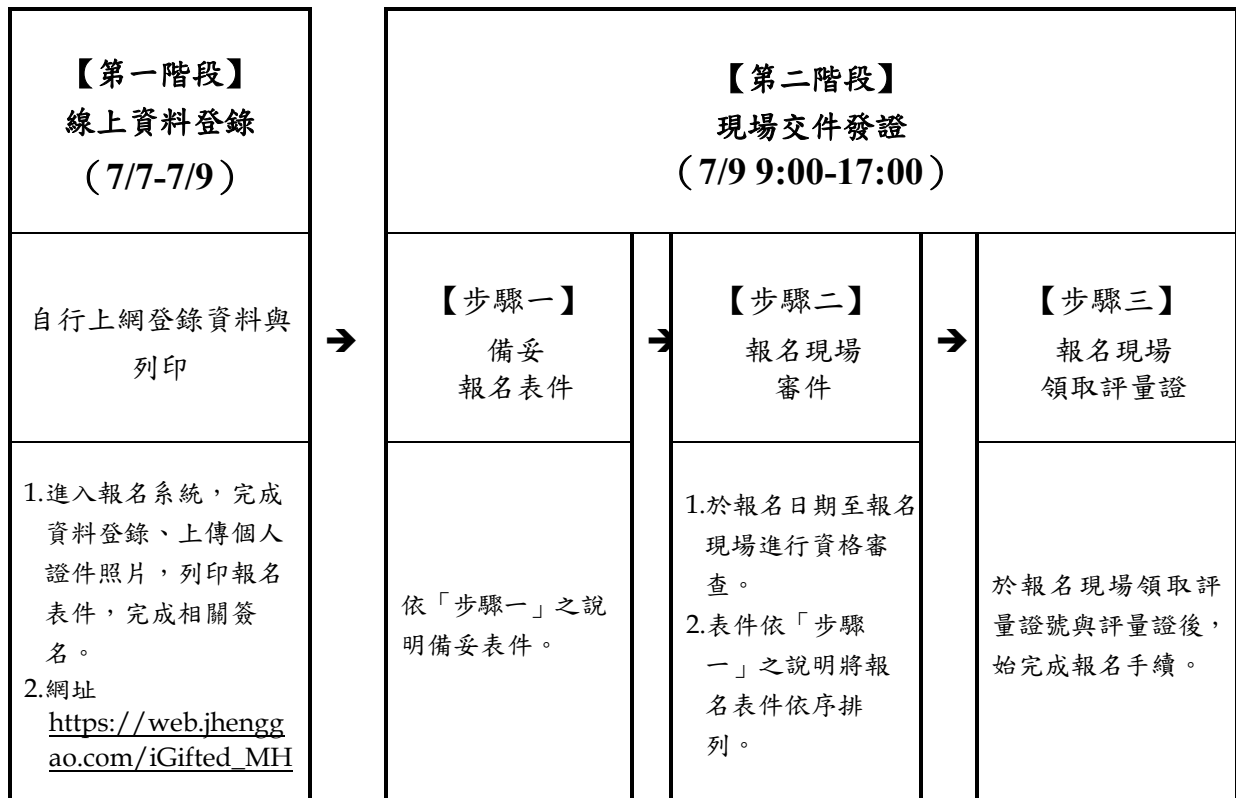 【第一階段】
線上資料登錄
（7/7-7/9）
【第二階段】
現場交件發證
（7/9 9:00-17:00）
自行上網登錄資料與
列印
➔
【步驟一】
備妥
報名表件
➔
【步驟二】
報名現場
審件
➔
【步驟三】
報名現場
領取評量證
1.進入報名系統，完成
資料登錄、上傳個人
證件照片，列印報名
表件，完成相關簽
名。
2.網址
https://web.jhengg
ao.com/iGifted_MH
依「步驟一」之說
明備妥表件。
1.於報名日期至報名
現場進行資格審
查。
2.表件依「步驟
一」之說明將報
名表件依序排
列。
於報名現場領取評
量證號與評量證後，
始完成報名手續。